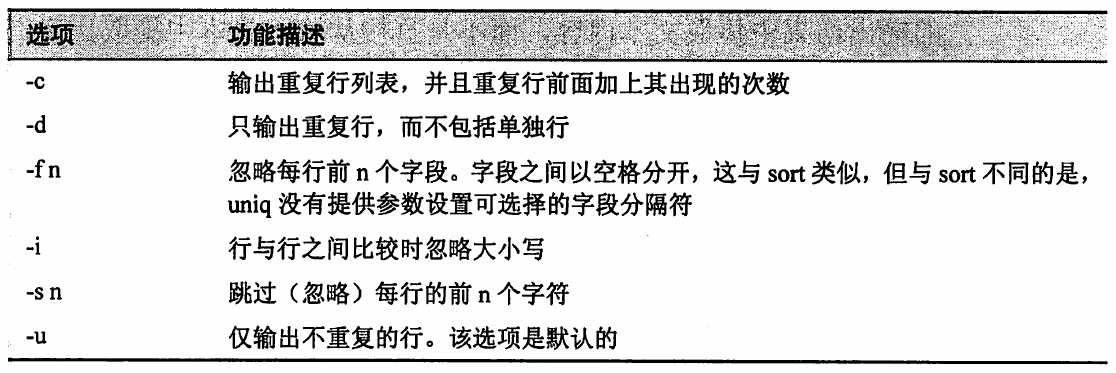 选项 功能描述
-c 输出重复行列表，并且重复行前面加上其出现的次数
-d 只输出重复行，而不包括单独行
-f n 忽略每行前 n 个字段。字段之间以空格分开，这与 sort 类似，但与 sort 不同的是，
uniq 没有提供参数设置可选择的字段分隔符
-i 行与行之间比较时忽略大小写
-s n 跳过（忽略）每行的前 n 个字符
-u 仅输出不重复的行。该选项是默认的